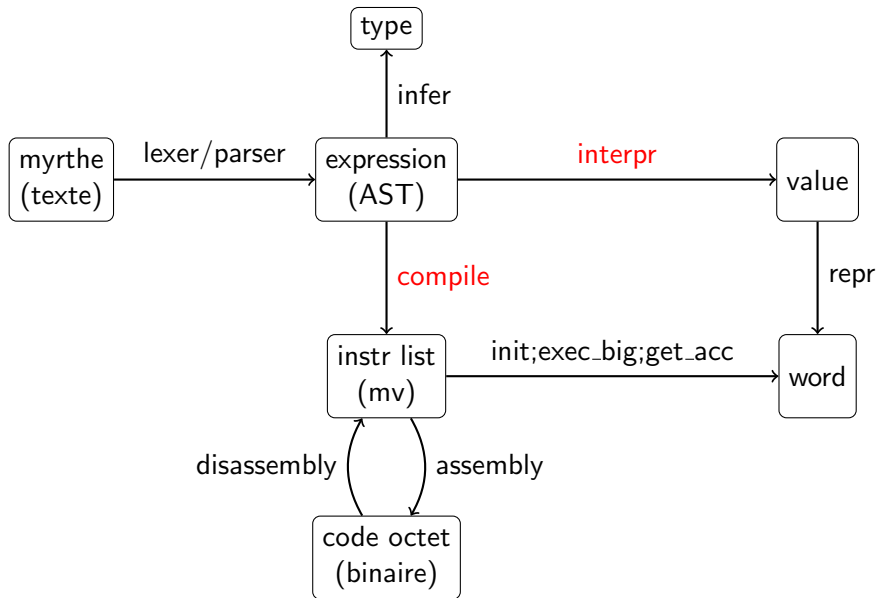 type
infer
myrthe
(texte)
lexer/parser
expression
(AST)
interpr
value
compile
repr
instr list
(mv)
init;exec_big;get_acc
word
disassembly
assembly
code octet
(binaire)